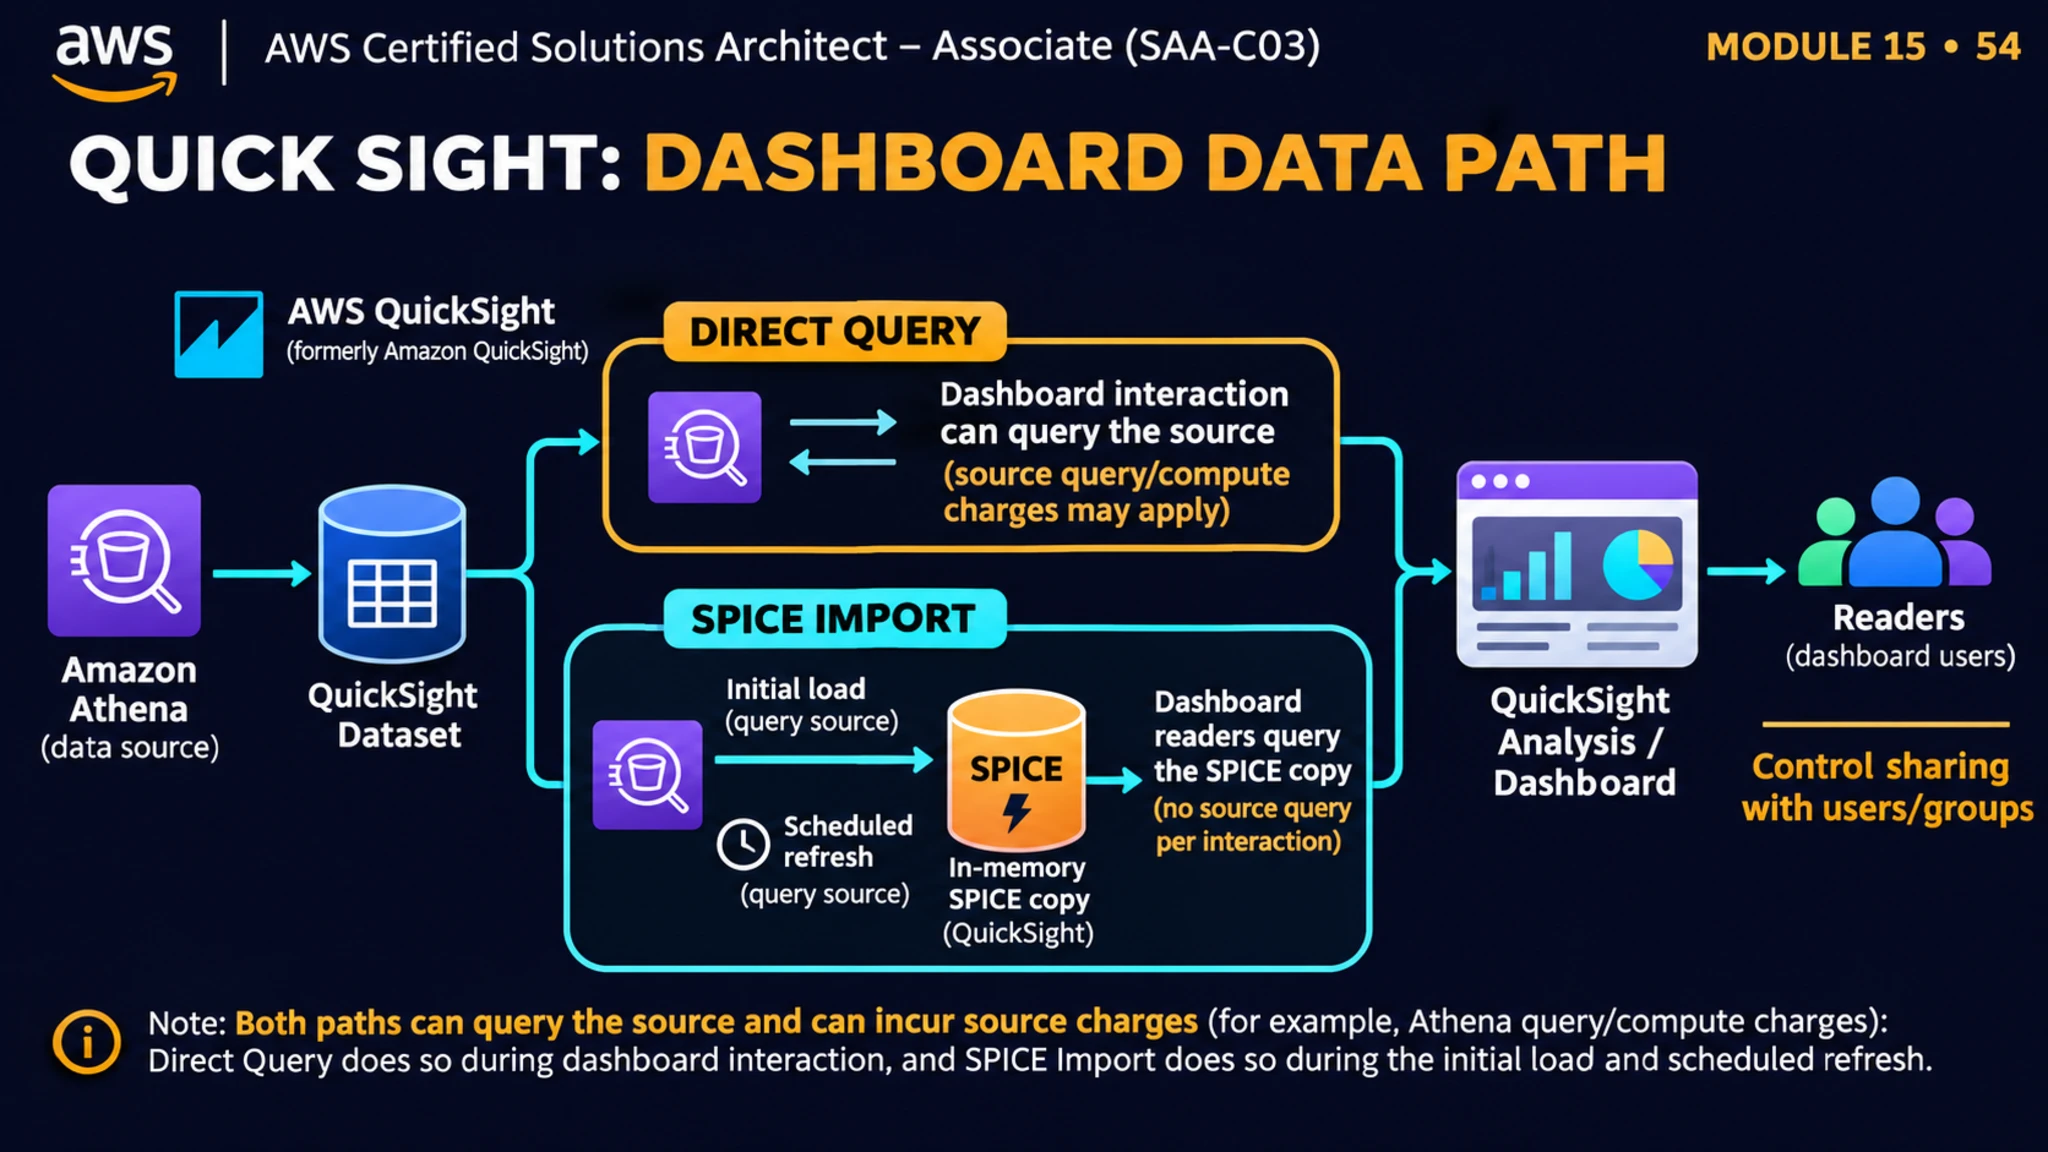 aws
AWS Certified Solutions Architect – Associate (SAA-C03)
MODULE 15 • 54
QUICK SIGHT: DASHBOARD DATA PATH
AWS QuickSight
(formerly Amazon QuickSight)
DIRECT QUERY
Dashboard interaction
can query the source
(source query/compute
charges may apply)
Amazon
Athena
(data source)
QuickSight
Dataset
SPICE IMPORT
Initial load
(query source)
Scheduled
refresh
(query source)
SPICE
In-memory
SPICE copy
(QuickSight)
Dashboard
readers query
the SPICE copy
(no source query
per interaction)
QuickSight
Analysis /
Dashboard
Readers
(dashboard users)
Control sharing
with users/groups
i
Note: Both paths can query the source and can incur source charges (for example, Athena query/compute charges):
Direct Query does so during dashboard interaction, and SPICE Import does so during the initial load and scheduled refresh.